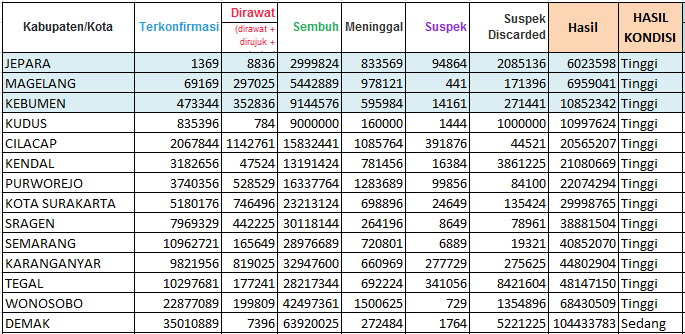 Kabupaten/Kota Terkonfirmasi Dirawat (dirawat + dirujuk + Sembuh Meninggal Suspek Suspek Discarded Hasil HASIL KONDISI
JEPARA 1369 8836 2999824 833569 94864 2085136 6023598 Tinggi
MAGELANG 69169 297025 5442889 978121 441 171396 6959041 Tinggi
KEBUMEN 473344 352836 9144576 595984 14161 271441 10852342 Tinggi
KUDUS 835396 784 9000000 160000 1444 1000000 10997624 Tinggi
CILACAP 2067844 1142761 15832441 1085764 391876 44521 20565207 Tinggi
KENDAL 3182656 47524 13191424 781456 16384 3861225 21080669 Tinggi
PURWOREJO 3740356 528529 16337764 1283689 99856 84100 22074294 Tinggi
KOTA SURAKARTA 5180176 746496 23213124 698896 24649 135424 29998765 Tinggi
SRAGEN 7969329 442225 30118144 264196 8649 78961 38881504 Tinggi
SEMARANG 10962721 165649 28976689 720801 6889 19321 40852070 Tinggi
KARANGANYAR 9821956 819025 32947600 660969 277729 275625 44802904 Tinggi
TEGAL 10297681 177241 28217344 692224 341056 8421604 48147150 Tinggi
WONOSOBO 22877089 199809 42497361 1500625 729 1354896 68430509 Tinggi
DEMAK 35010889 7396 63920025 272484 1764 5221225 104433783 Sedang